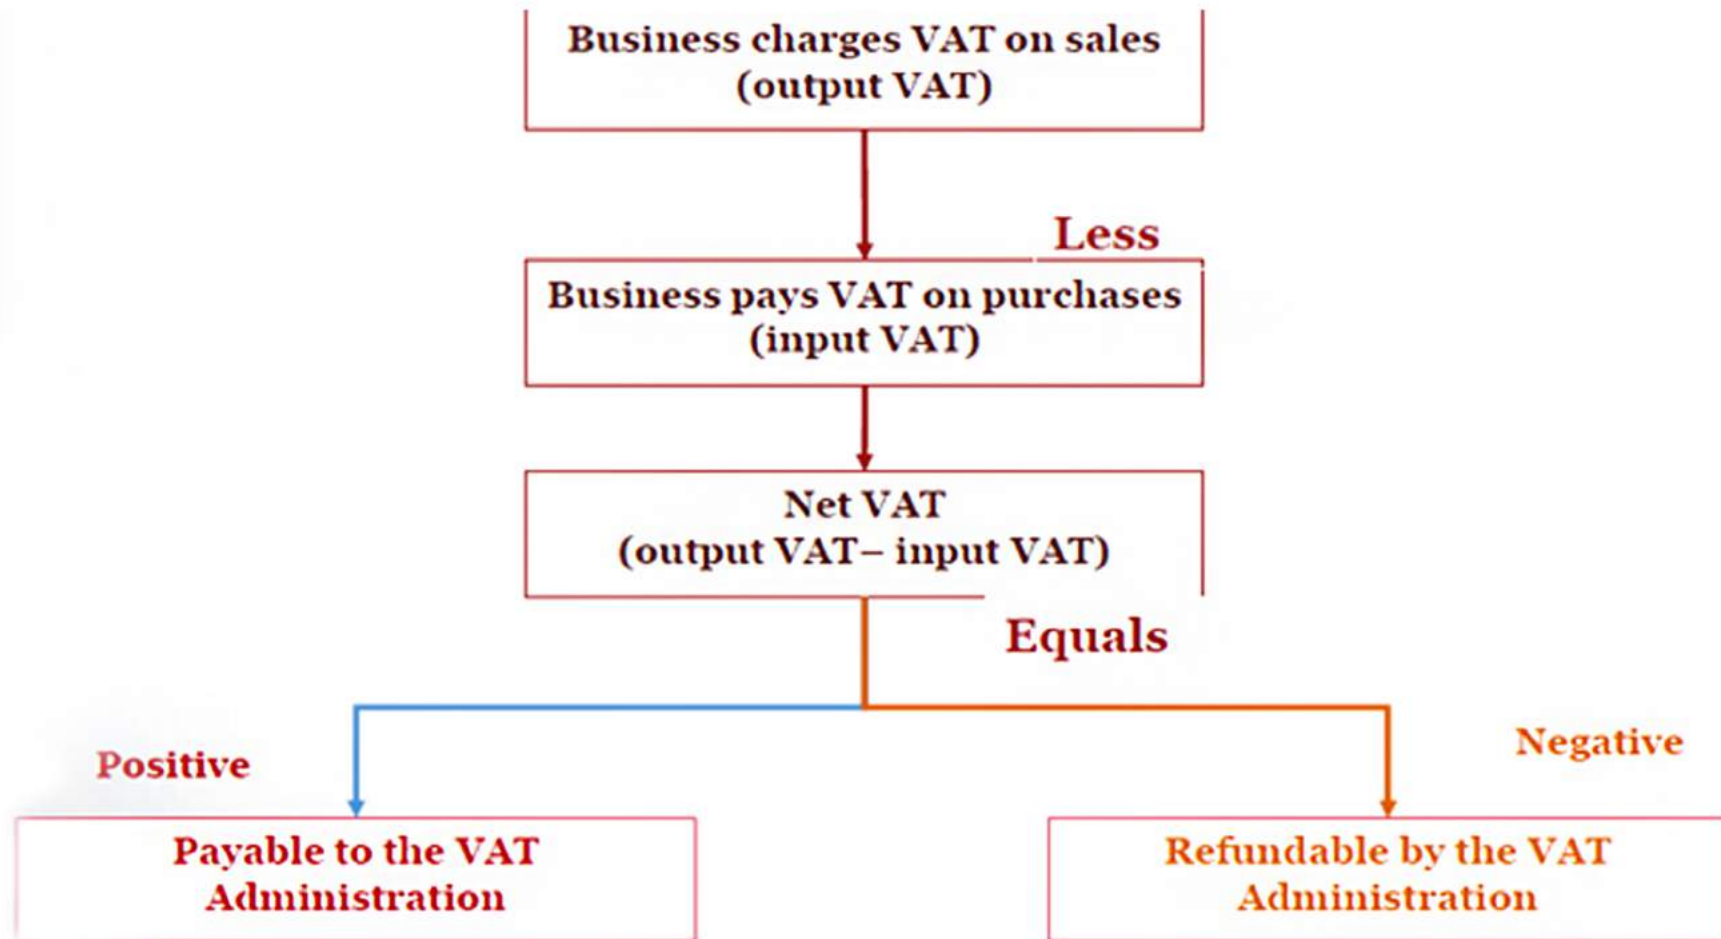 Business charges VAT on sales
(output VAT)
Less
Business pays VAT on purchases
(input VAT)
Net VAT
(output VAT– input VAT)
Equals
Positive
Negative
Payable to the VAT
Administration
Refundable by the VAT
Administration